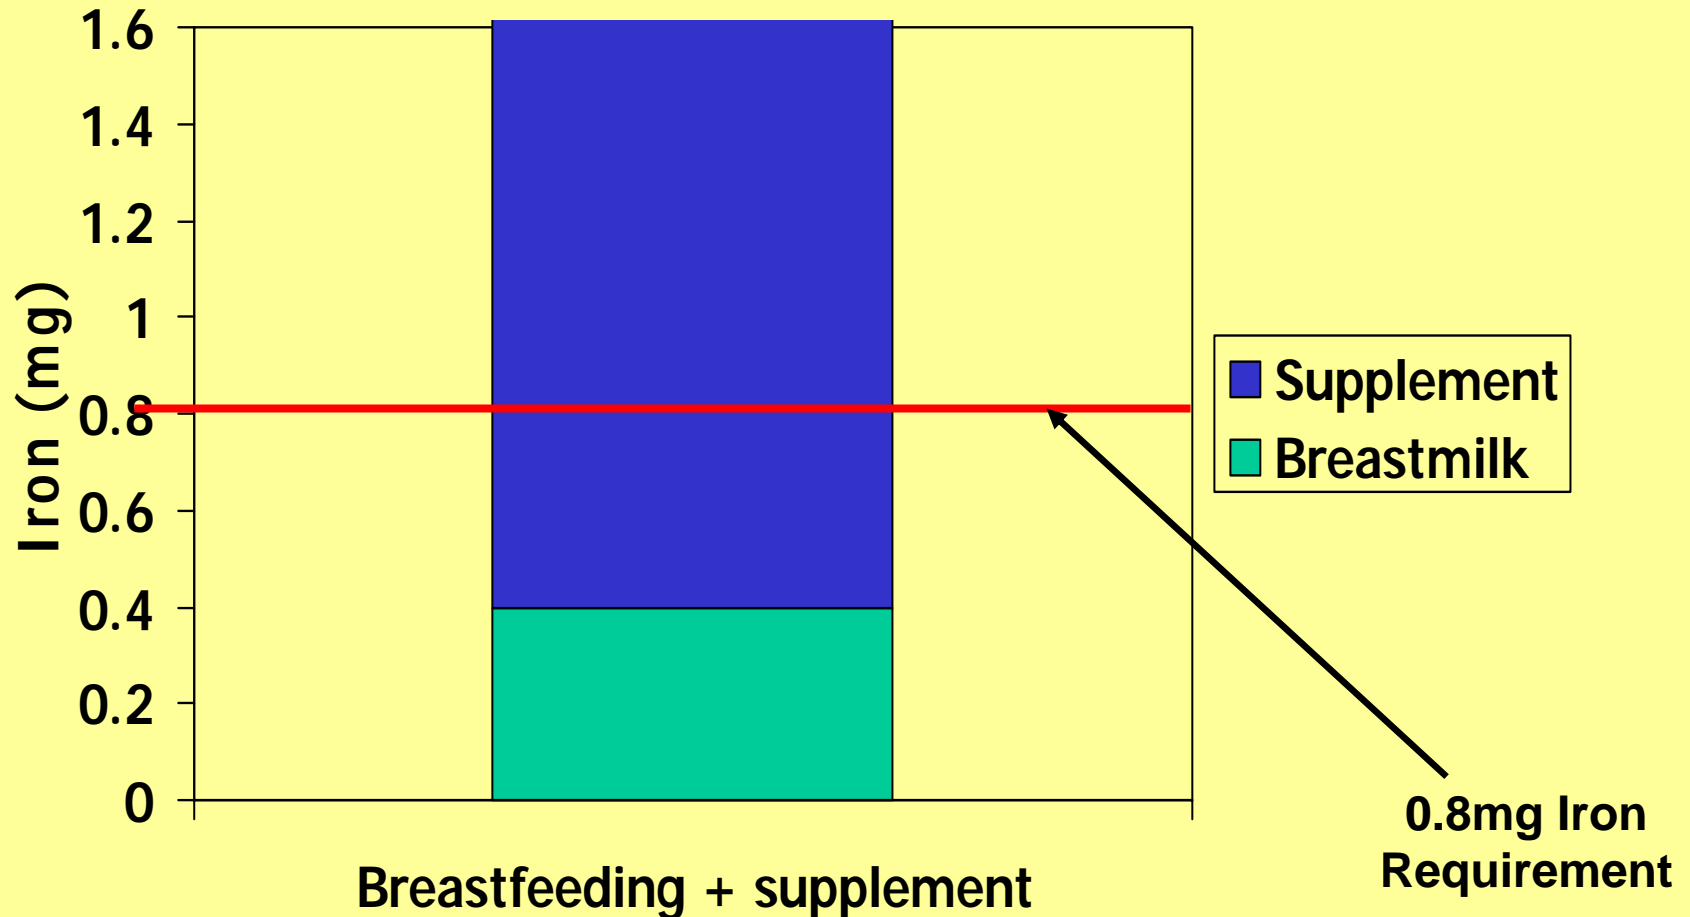 1.6
1.4
1.2
1
0.8
0.6
0.4
0.2
0
Iron (mg)
Breastfeeding + supplement
Supplement
Breastmilk
0.8mg Iron
Requirement